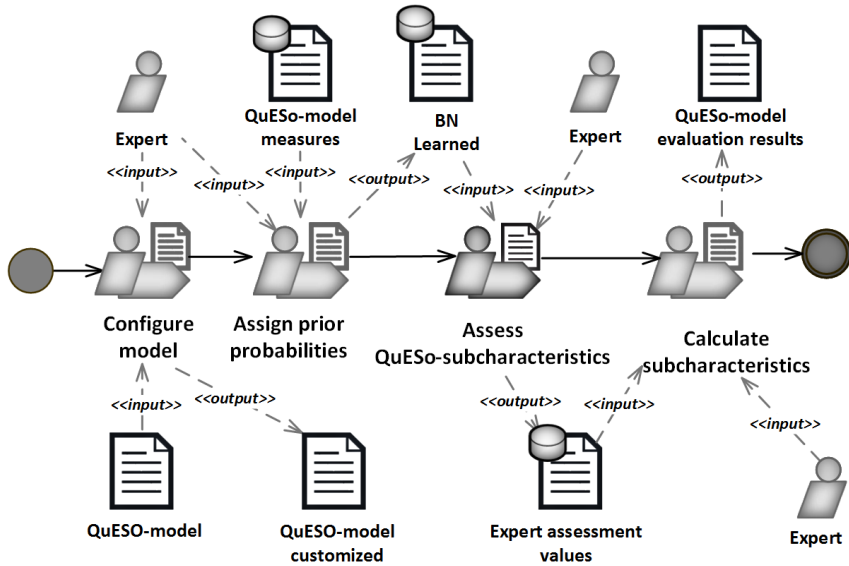 Expert
QuESo-model
measures
BN
Learned
Expert
QuESo-model
evaluation results
<<input>>
<<input>>
<<input>>
<<output>>
<<input>>
<<input>>
<<output>>
Configure
model
Assign prior
probabilities
Assess
QuESo-subcharacteristics
Calculate
subcharacteristics
<<input>>
<<output>>
<<output>>
<<input>>
<<input>>
QuESO-model
QuESO-model
customized
Expert assessment
values
Expert